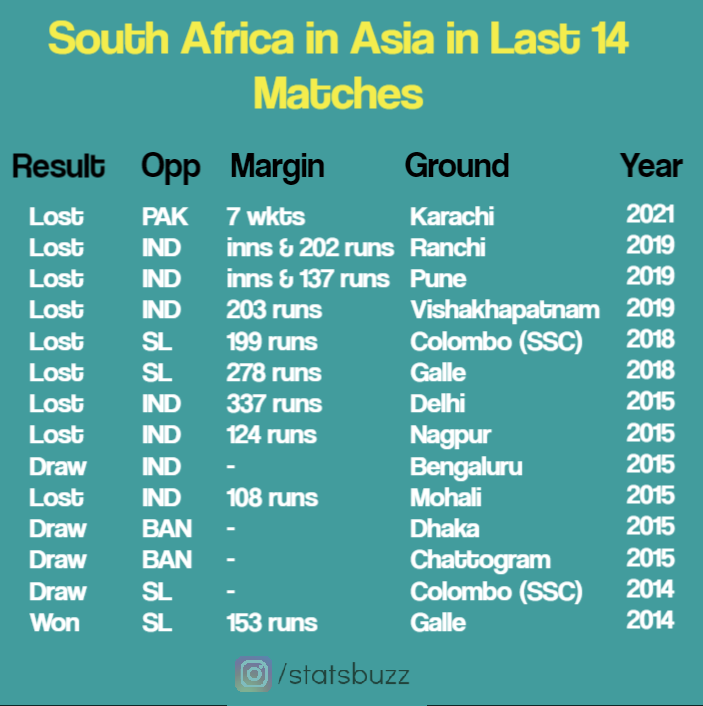 South Africa in Asia in Last 14
Matches
Result Opp Margin Ground Year
Lost PAK 7 wkts Karachi 2021
Lost IND inns & 202 runs Ranchi 2019
Lost IND inns & 137 runs Pune 2019
Lost IND 203 runs Vishakhapatnam 2019
Lost SL 199 runs Colombo (SSC) 2018
Lost SL 278 runs Galle 2018
Lost IND 337 runs Delhi 2015
Lost IND 124 runs Nagpur 2015
Draw IND - Bengaluru 2015
Lost IND 108 runs Mohali 2015
Draw BAN - Dhaka 2015
Draw BAN - Chattogram 2015
Draw SL - Colombo (SSC) 2014
Won SL 153 runs Galle 2014
/statsbuzz